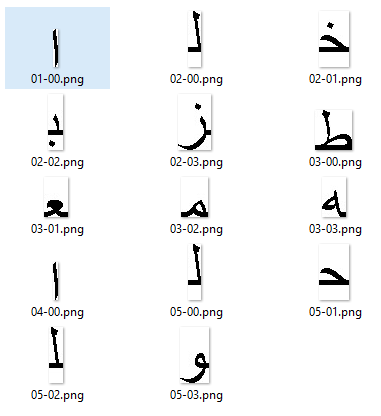 ا ل خ
01-00.png 02-00.png 02-01.png
ب ز ط
02-02.png 02-03.png 03-00.png
ع م ه
03-01.png 03-02.png 03-03.png
ا ل ح
04-00.png 05-00.png 05-01.png
ل و
05-02.png 05-03.png